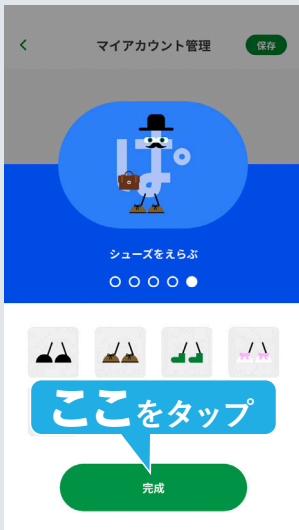 マイアカウント管理
保存
ぱ
シューズをえらぶ
ここをタップ
完成